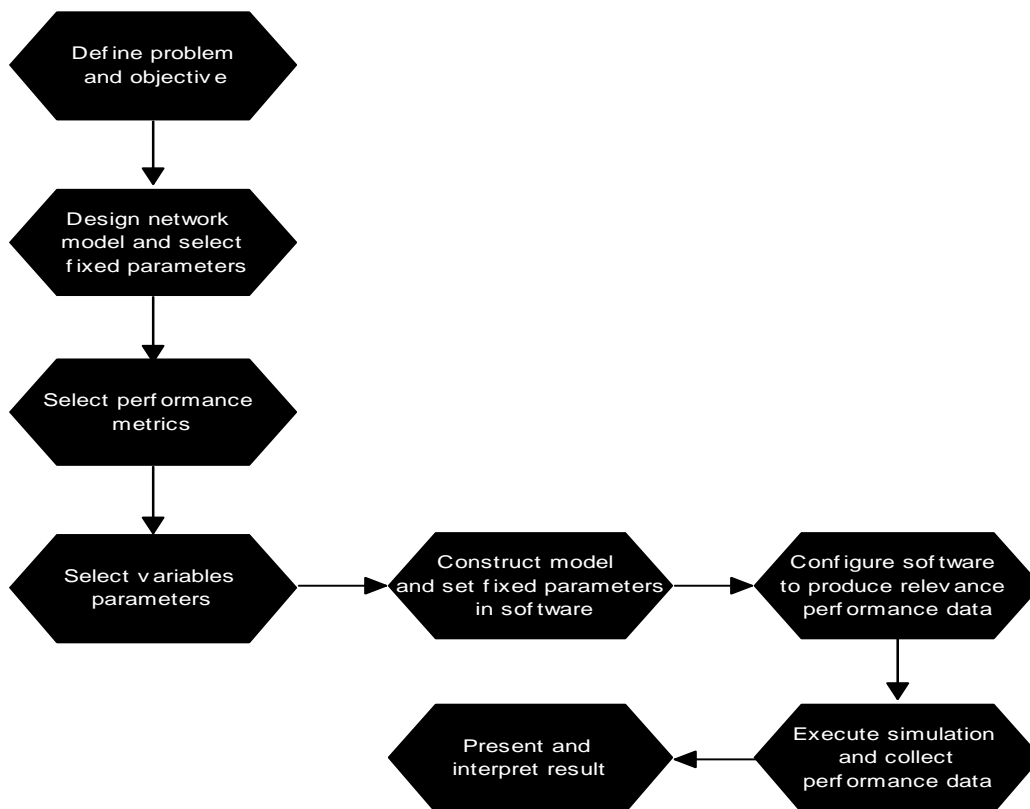 Define problem
and objective
Design network
model and select
fixed parameters
Select performance
metrics
Select variables
parameters
Construct model
and set fixed parameters
in software
Configure software
to produce relevance
performance data
Execute simulation
and collect
performance data
Present and
interpret result